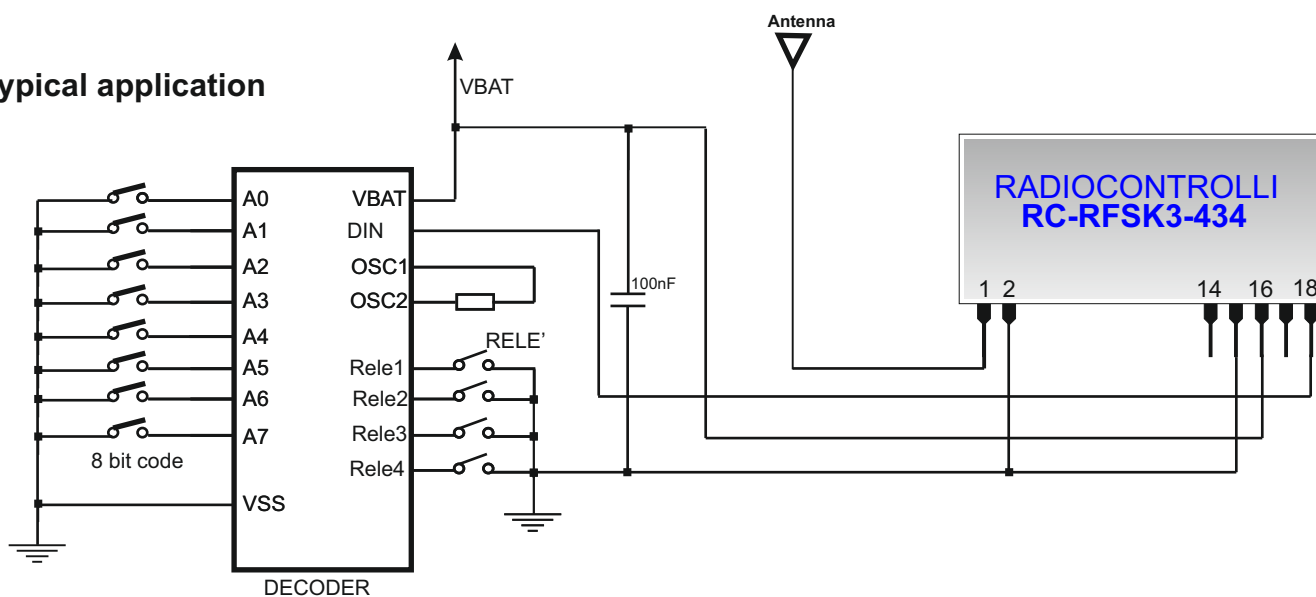 Antenna
ypical application
VBAT
RADIOCONTROLLI
RC-RFSK3-434
1 2 14 16 18
A0 VBAT
A1 DIN
A2 OSC1
A3 OSC2
100nF
A4
RELE'
A5 Rele1
A6 Rele2
A7 Rele3
8 bit code
Rele4
VSS
DECODER